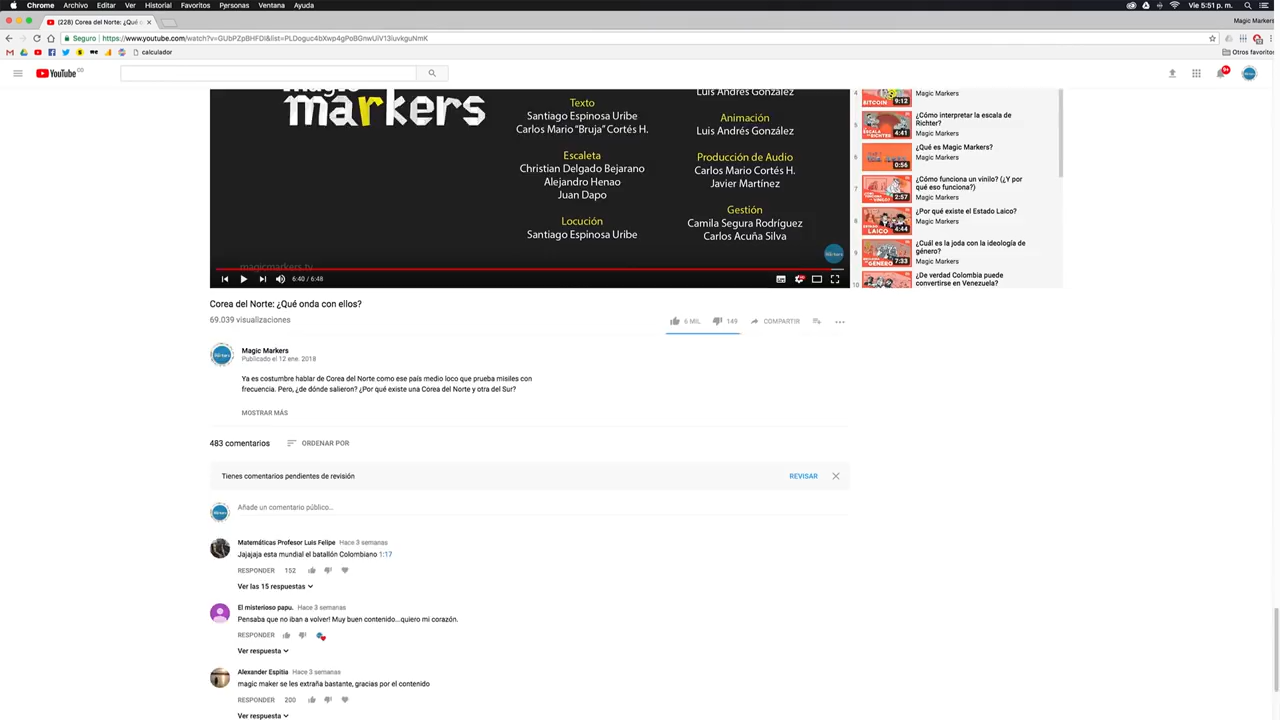 Chrome Archivo Editar Ver Historial Favoritos Personas Ventana Ayuda
Vie 5:51 p. m.
(228) Corea del Norte: ¿Qué
Magic Markers
Seguro
calculador
Otros favoritos
YouTube CO
9+
magic
markers
Texto
Santiago Espinosa Uribe
Carlos Mario "Bruja" Cortés H.
Escaleta
Christian Delgado Bejarano
Alejandro Henao
Juan Dapo
Locución
Santiago Espinosa Uribe
Luis Andrés González
Animación
Luis Andrés González
Producción de Audio
Carlos Mario Cortés H.
Javier Martínez
Gestión
Camila Segura Rodríguez
Carlos Acuña Silva
magicmarkers.tv
6:40 / 6:48
4
BITCOIN
9:12
Magic Markers
5
4:41
¿Cómo interpretar la escala de
Richter?
Magic Markers
6
0:56
¿Qué es Magic Markers?
Magic Markers
7
2:57
¿Cómo funciona un vinilo? (¿Y por
qué eso funciona?)
Magic Markers
8
4:44
¿Por qué existe el Estado Laico?
Magic Markers
9
7:33
¿Cuál es la joda con la ideología de
género?
Magic Markers
10
¿De verdad Colombia puede
convertirse en Venezuela?
Corea del Norte: ¿Qué onda con ellos?
69.039 visualizaciones
6 MIL 149 COMPARTIR
Magic Markers
Publicado el 12 ene. 2018
Ya es costumbre hablar de Corea del Norte como ese país medio loco que prueba misiles con
frecuencia. Pero, ¿de dónde salieron? ¿Por qué existe una Corea del Norte y otra del Sur?
MOSTRAR MÁS
483 comentarios ORDENAR POR
Tienes comentarios pendientes de revisión REVISAR
Añade un comentario público...
Matemáticas Profesor Luis Felipe Hace 3 semanas
Jajajaja esta mundial el batallón Colombiano 1:17
RESPONDER 152
Ver las 15 respuestas
El misterioso papu. Hace 3 semanas
Pensaba que no iban a volver! Muy buen contenido...quiero mi corazón.
RESPONDER
Ver respuesta
Alexander Espitia Hace 3 semanas
magic maker se les extraña bastante, gracias por el contenido
RESPONDER 200
Ver respuesta